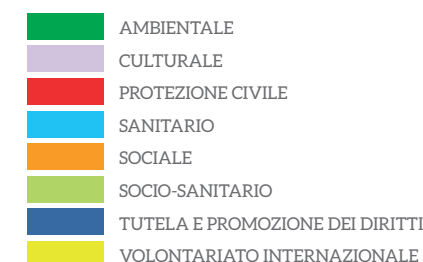 AMBIENTALE
CULTURALE
PROTEZIONE CIVILE
SANITARIO
SOCIALE
SOCIO-SANITARIO
TUTELA E PROMOZIONE DEI DIRITTI
VOLONTARIATO INTERNAZIONALE